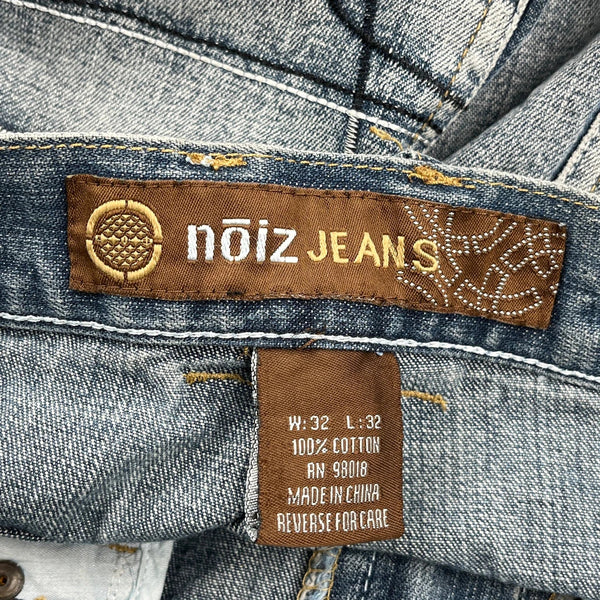 nōiz JEANS
W:32 L:32
100% COTTON
RN 98018
MADE IN CHINA
REVERSE FOR CARE